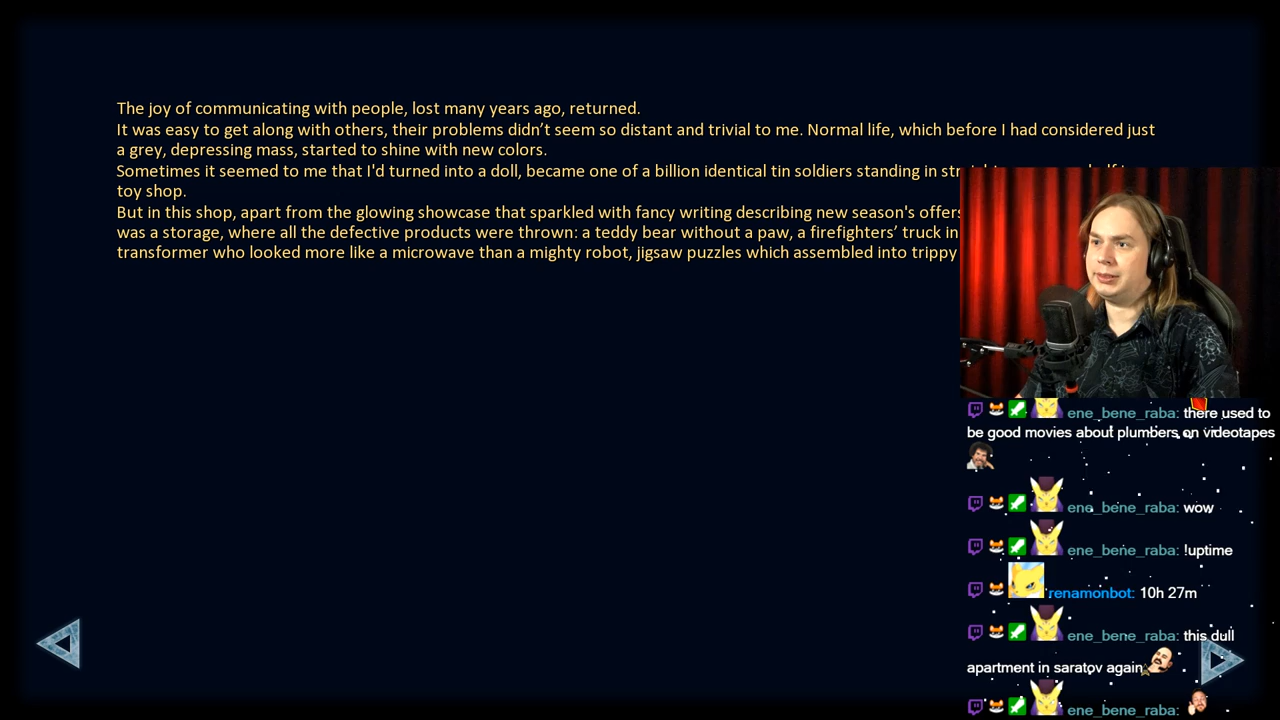 The joy of communicating with people, lost many years ago, returned.
It was easy to get along with others, their problems didn’t seem so distant and trivial to me. Normal life, which before I had considered just
a grey, depressing mass, started to shine with new colors.
Sometimes it seemed to me that I'd turned into a doll, became one of a billion identical tin soldiers standing in
toy shop.
But in this shop, apart from the glowing showcase that sparkled with fancy writing describing new season's offers
was a storage, where all the defective products were thrown: a teddy bear without a paw, a firefighters’ truck in
transformer who looked more like a microwave than a mighty robot, jigsaw puzzles which assembled into trippy
ene_bene_raba: there used to
be good movies about plumbers on videotapes
ene_bene_raba: wow
ene_bene_raba: !uptime
renamonbot: 10h 27m
ene_bene_raba: this dull
apartment in saratov again
ene_bene_raba: